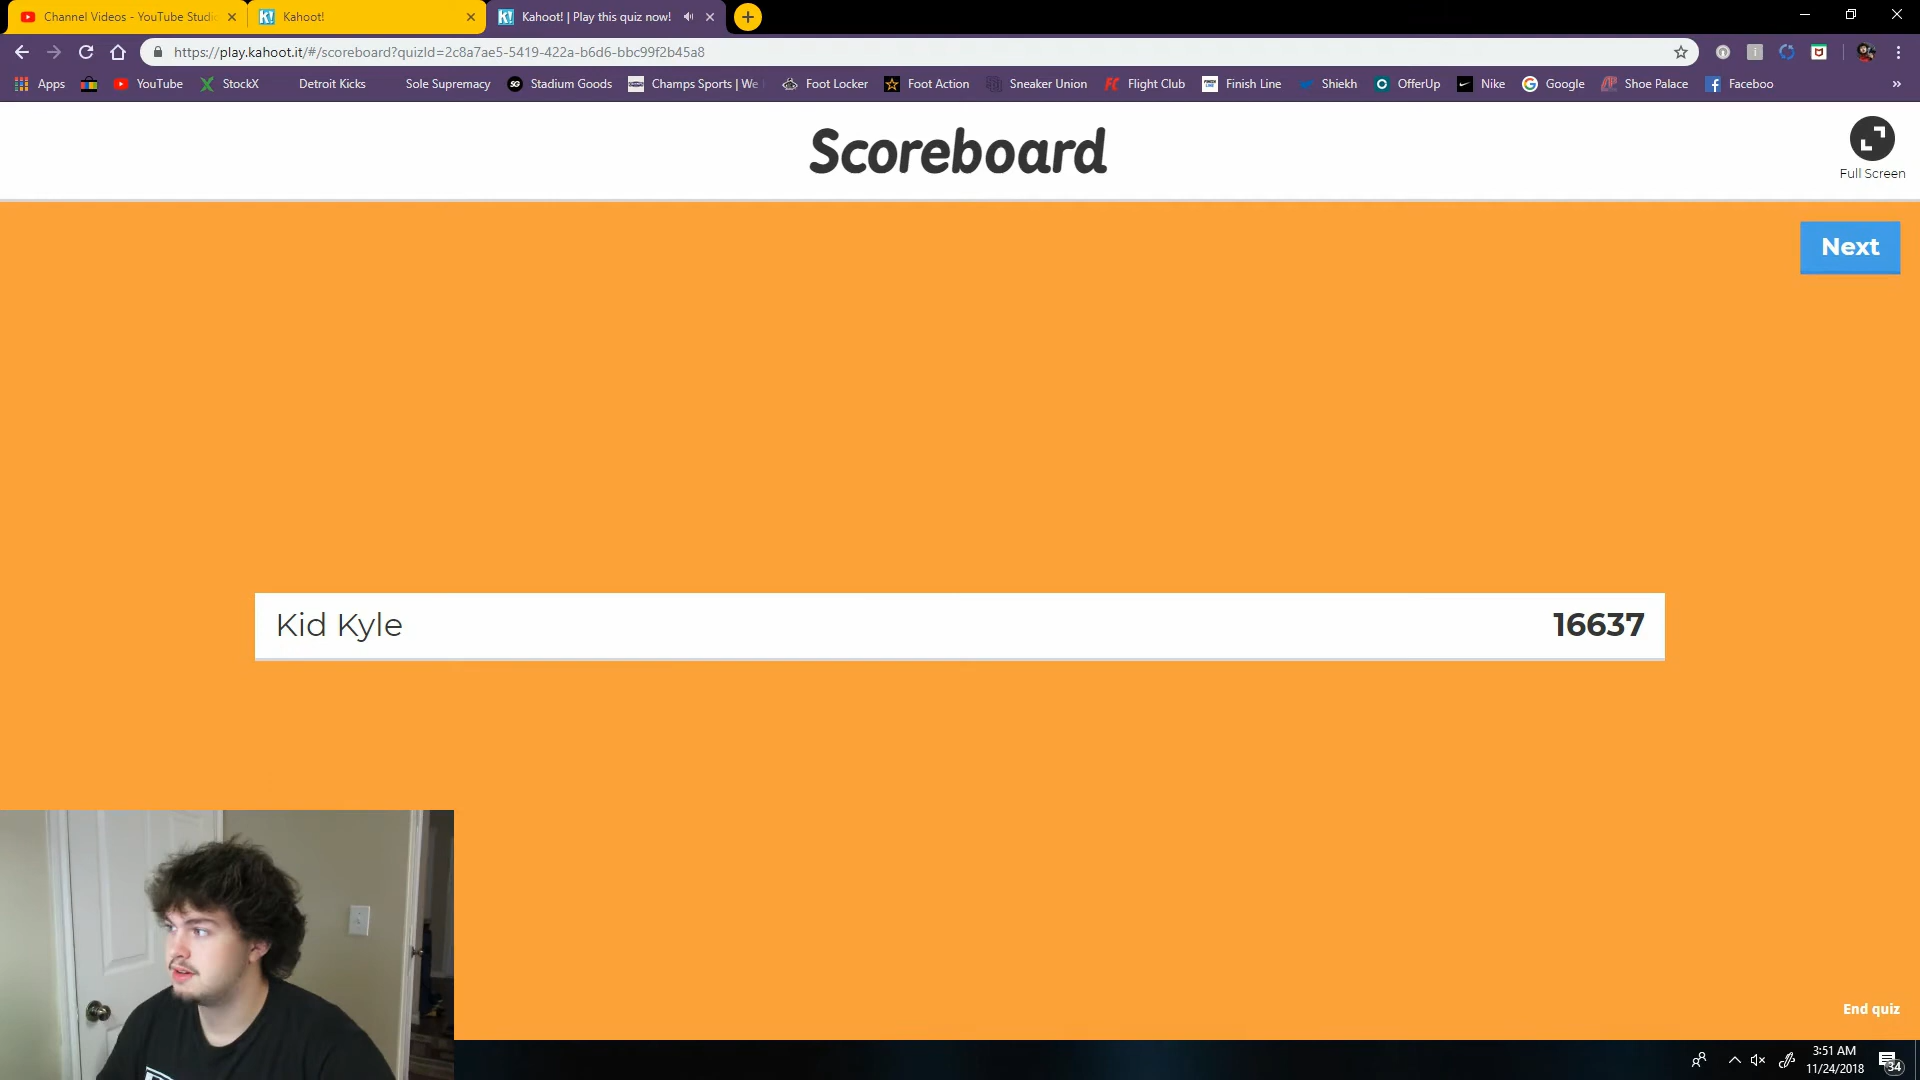 Channel Videos - YouTube Studi
Kahoot!
Kahoot! | Play this quiz now!
https://play.kahoot.it/#/scoreboard?quizId=2c8a7ae5-5419-422a-b6d6-bbc99f2b45a8
Apps YouTube StockX Detroit Kicks Sole Supremacy SG Stadium Goods Champs Sports | We Foot Locker Foot Action Sneaker Union FC Flight Club Finish Line Shiekh OfferUp Nike Google Shoe Palace Faceboo
Scoreboard
Full Screen
Next
Kid Kyle 16637
End quiz
3:51 AM
11/24/2018
34